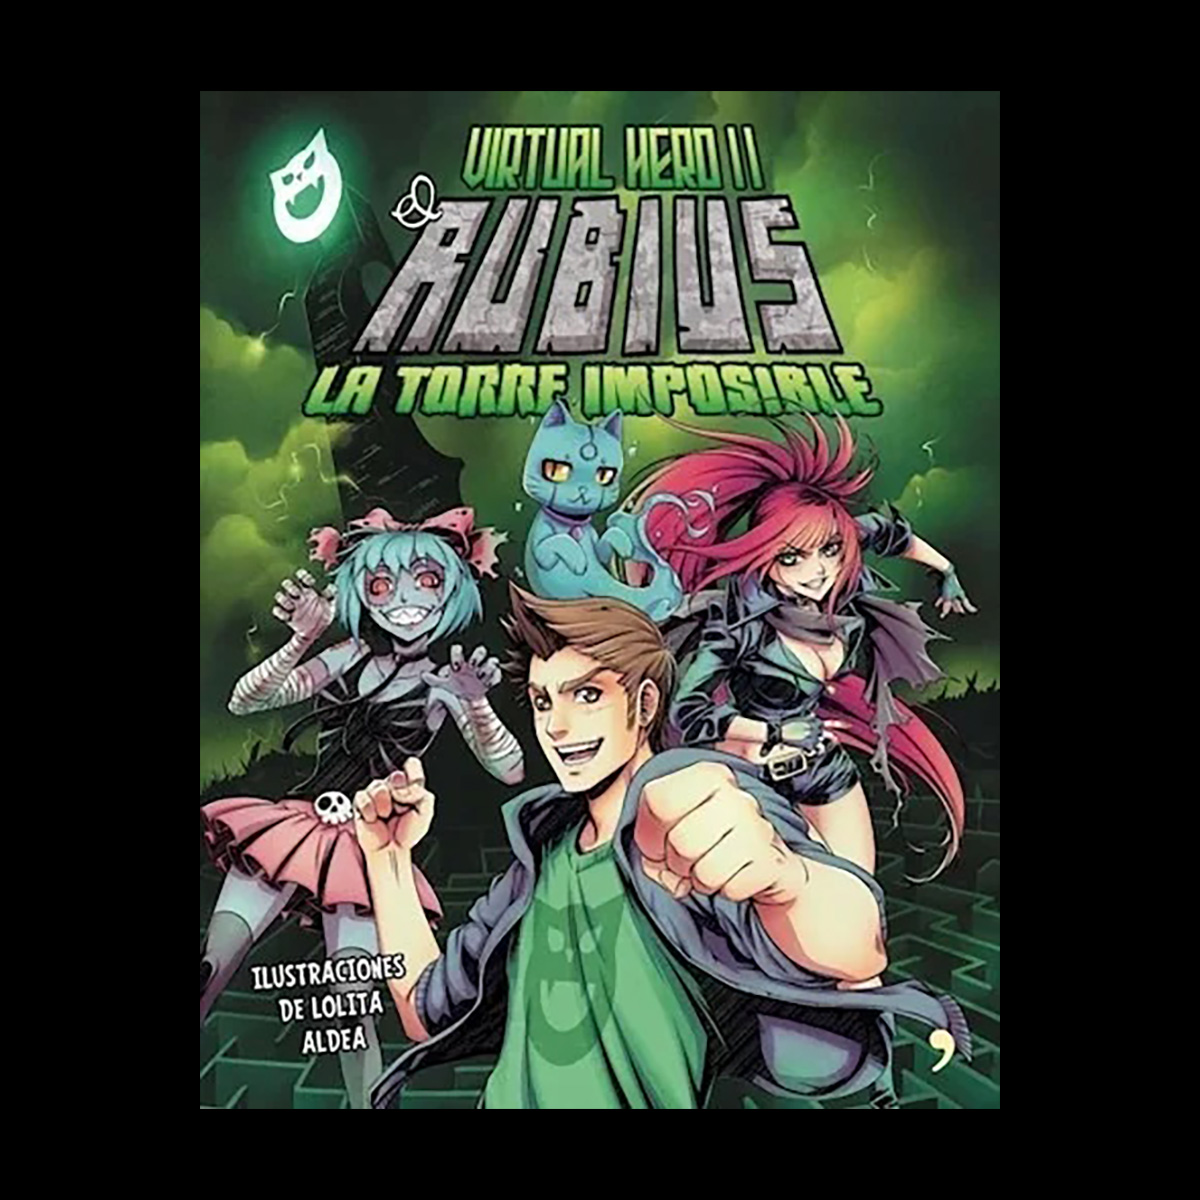 VIRTUAL HERO II
el
RUBIUS
LA TORRE IMPOSIBLE
ILUSTRACIONES
DE LOLITA
ALDEA